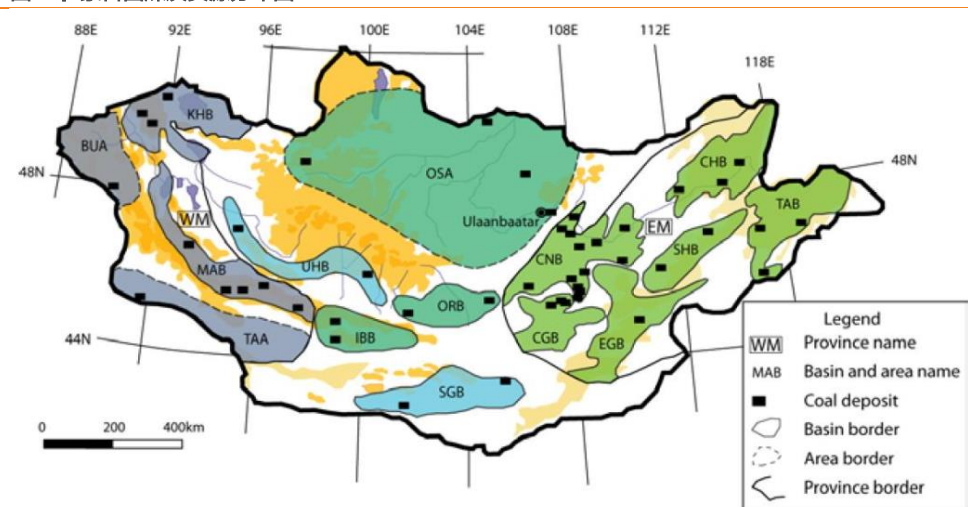 88E 92E 96E 100E 104E 108E 112E 118E
KHB
BUA
48N
OSA
CHB
48N
TAB
Ulaanbaatar
WM
EM
CNB
SHB
UHB
MAB
ORB
44N
TAA
IBB
CGB
EGB
SGB
0 200 400km
Legend
WM Province name
MAB Basin and area name
Coal deposit
Basin border
Area border
Province border